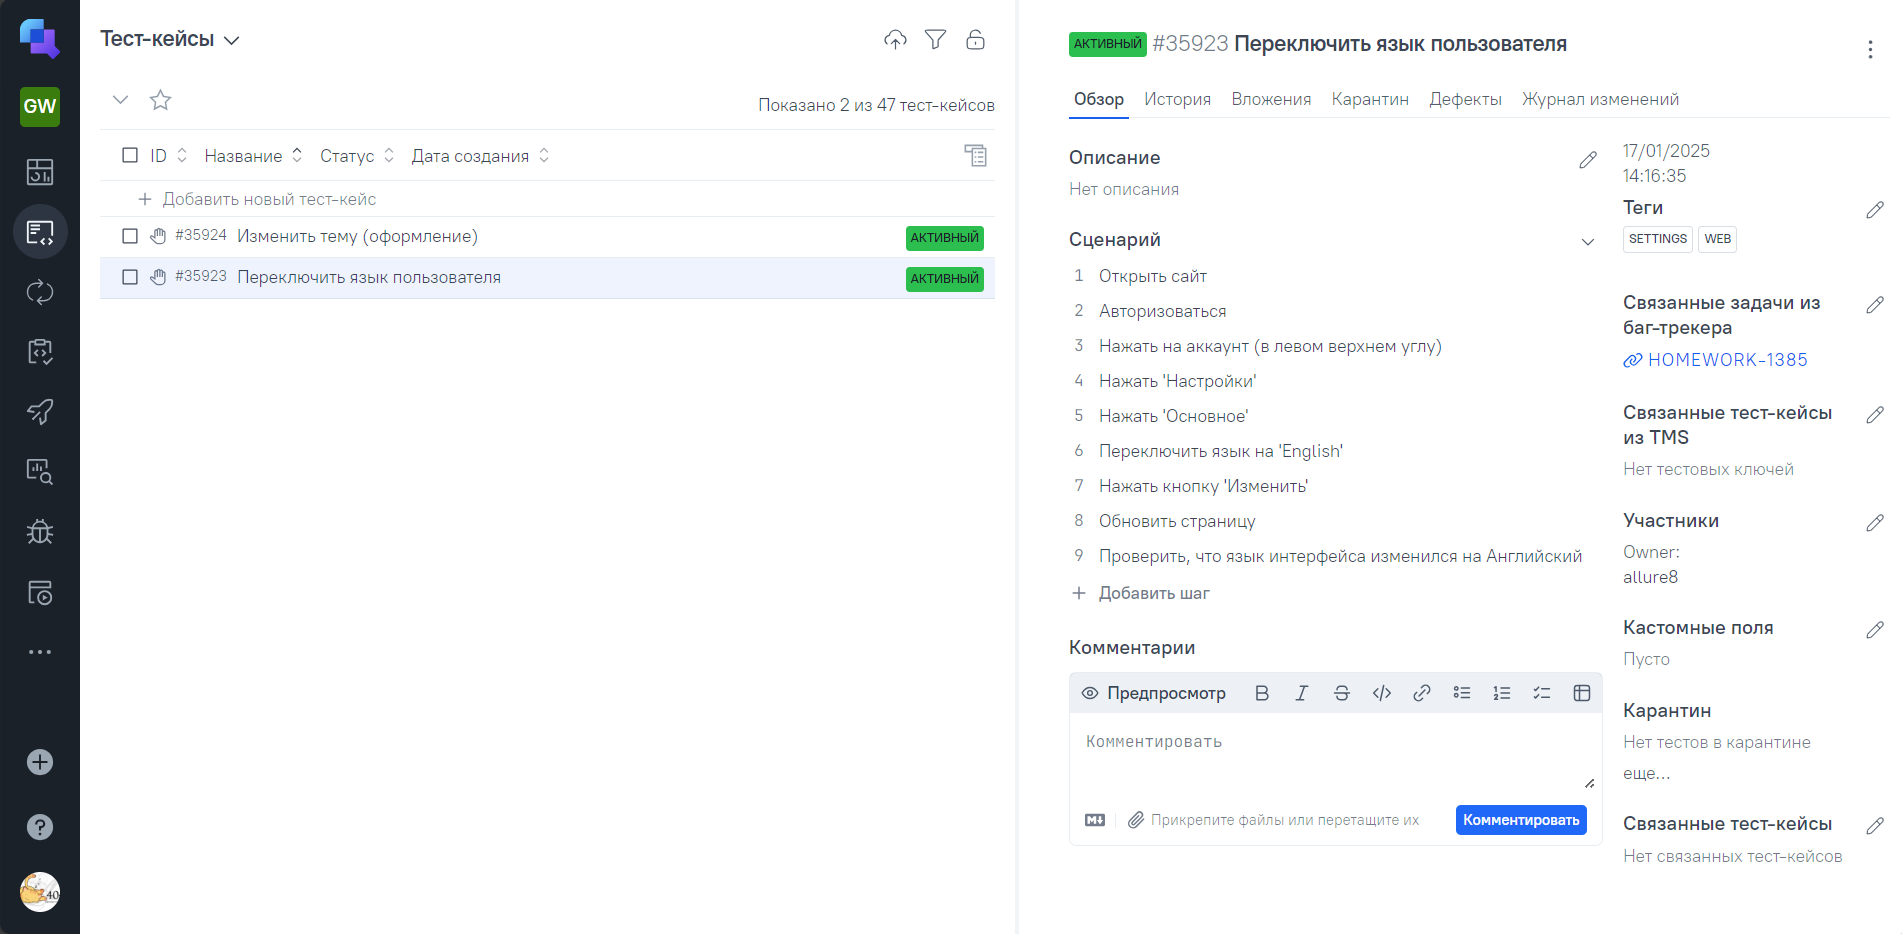 GW
40
Тест-кейсы
Показано 2 из 47 тест-кейсов
ID Название Статус Дата создания
Добавить новый тест-кейс
#35924 Изменить тему (оформление) АКТИВНЫЙ
#35923 Переключить язык пользователя АКТИВНЫЙ
АКТИВНЫЙ #35923 Переключить язык пользователя
Обзор История Вложения Карантин Дефекты Журнал изменений
Описание
Нет описания
Сценарий
1 Открыть сайт
2 Авторизоваться
3 Нажать на аккаунт (в левом верхнем углу)
4 Нажать 'Настройки'
5 Нажать 'Основное'
6 Переключить язык на 'English'
7 Нажать кнопку 'Изменить'
8 Обновить страницу
9 Проверить, что язык интерфейса изменился на Английский
Добавить шаг
Комментарии
Предпросмотр
Комментировать
Прикрепите файлы или перетащите их
Комментировать
17/01/2025
14:16:35
Теги
SETTINGS WEB
Связанные задачи из
баг-трекера
HOMEWORK-1385
Связанные тест-кейсы
из TMS
Нет тестовых ключей
Участники
Owner:
allure8
Кастомные поля
Пусто
Карантин
Нет тестов в карантине
еще...
Связанные тест-кейсы
Нет связанных тест-кейсов